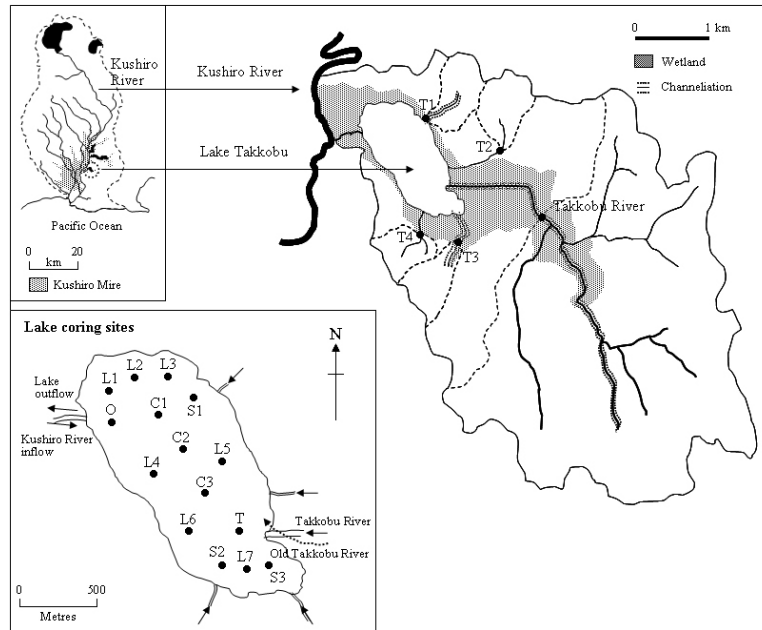 Kushiro
River
Pacific Ocean
0 20
km
Kushiro Mire
Kushiro River
Lake Takkobu
0 1 km
Wetland
Channeliation
T1
T2
Takkobu River
T4
T3
Lake coring sites
N
L1
L2
L3
Lake
outflow
O
C1
S1
Kushiro River
inflow
C2
L5
L4
C3
L6
T
Takkobu River
Old Takkobu River
S2
L7
S3
0 500
Metres